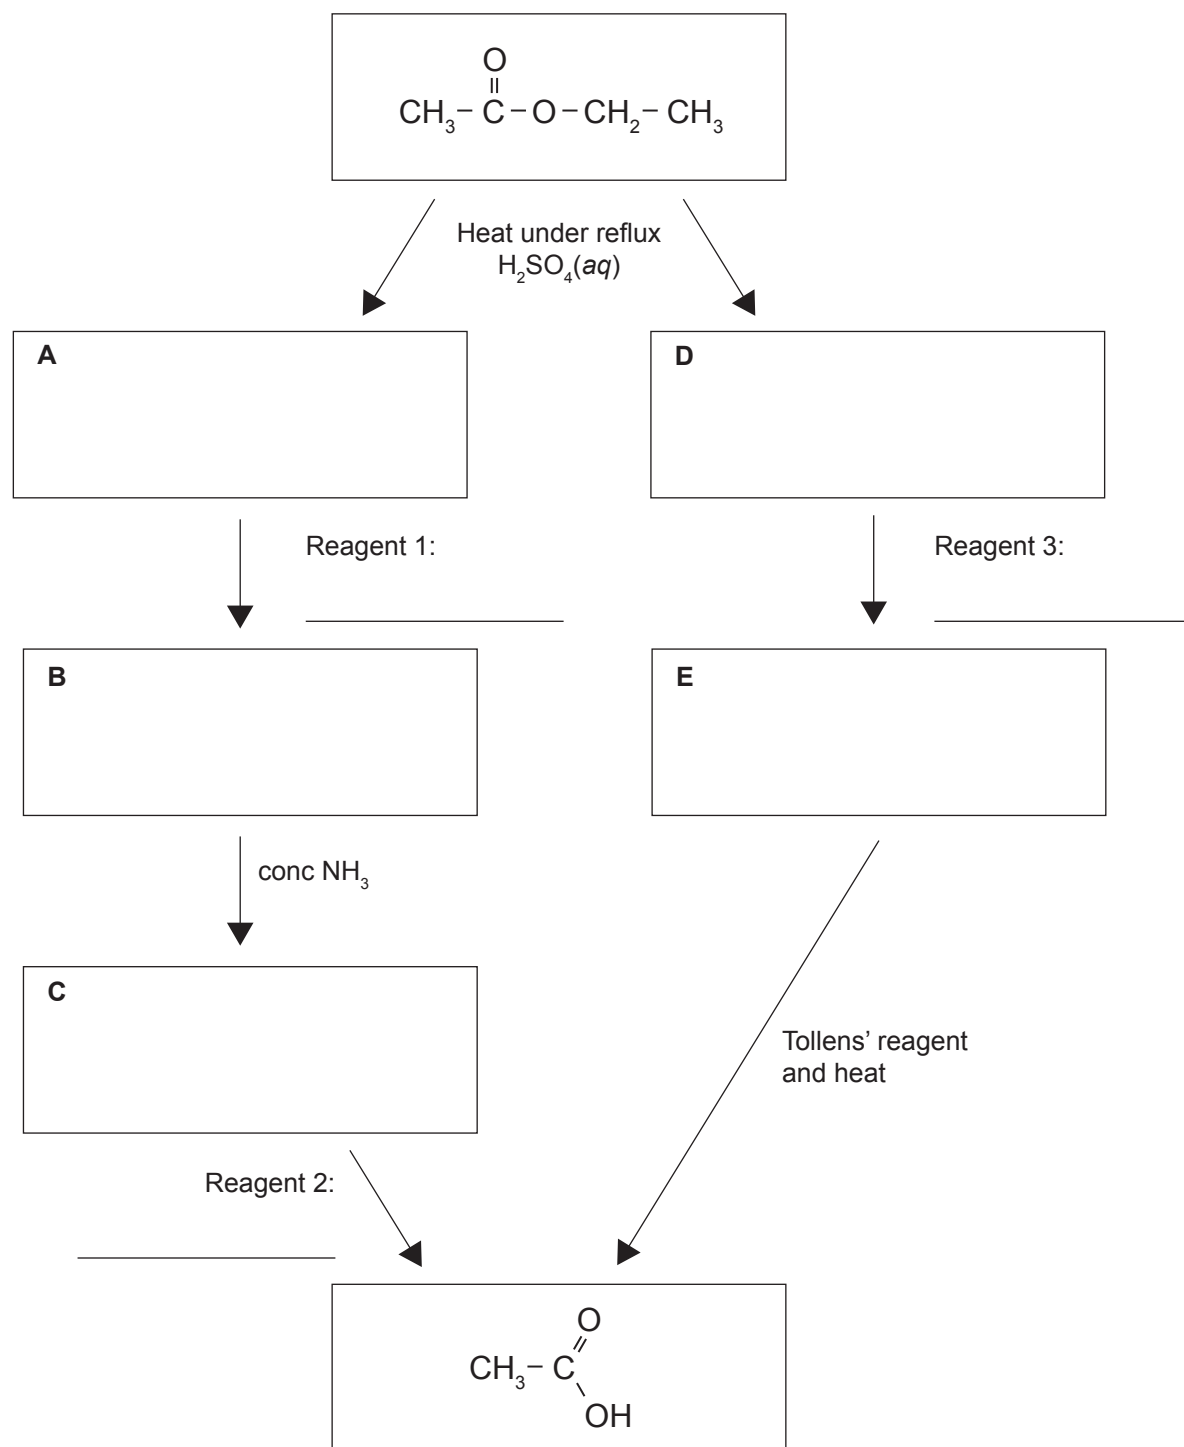 O
CH₃ – C – O – CH₂ – CH₃
Heat under reflux
H₂SO₄(aq)
A
D
Reagent 1:
Reagent 3:
B
E
conc NH₃
C
Tollens’ reagent
and heat
Reagent 2:
O
CH₃ – C
OH